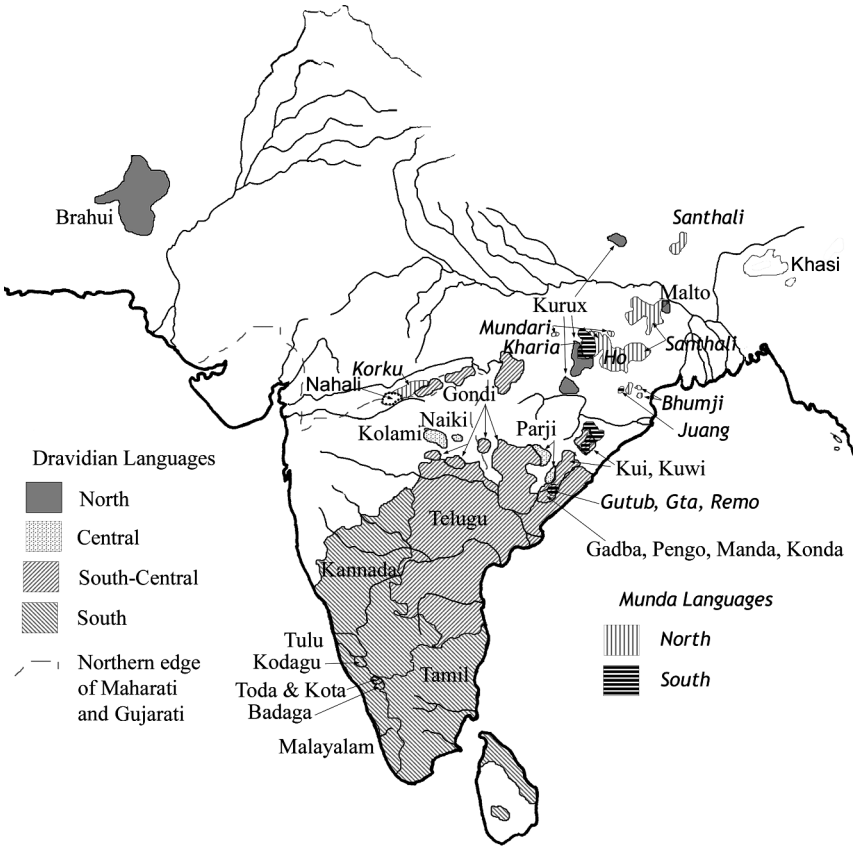 Santhali
Brahui
Khasi
Malto
Kurux
Mundari
Kharia
Santhali
Ho
Korku
Nahali
Gondi
Bhumji
Naiki
Parji
Juang
Kolami
Dravidian Languages
North
Central
South-Central
South
Northern edge
of Maharati
and Gujarati
Kui, Kuwi
Gutub, Gta, Remo
Telugu
Gadba, Pengo, Manda, Konda
Kannada
Munda Languages
North
South
Tulu
Kodagu
Tamil
Toda & Kota
Badaga
Malayalam